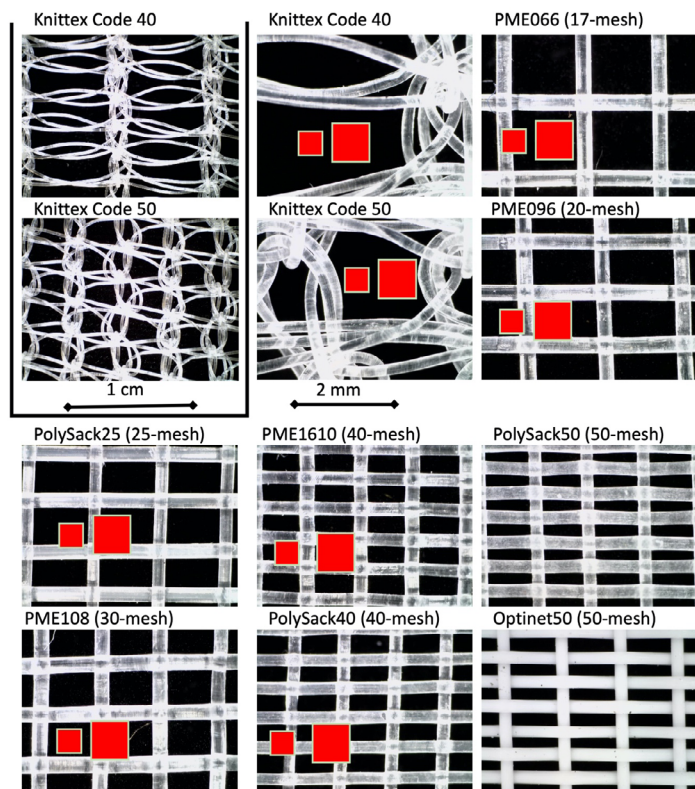 Knittex Code 40
Knittex Code 40
PME066 (17-mesh)
Knittex Code 50
Knittex Code 50
PME096 (20-mesh)
1 cm
2 mm
PolySack25 (25-mesh)
PME1610 (40-mesh)
PolySack50 (50-mesh)
PME108 (30-mesh)
PolySack40 (40-mesh)
Optinet50 (50-mesh)